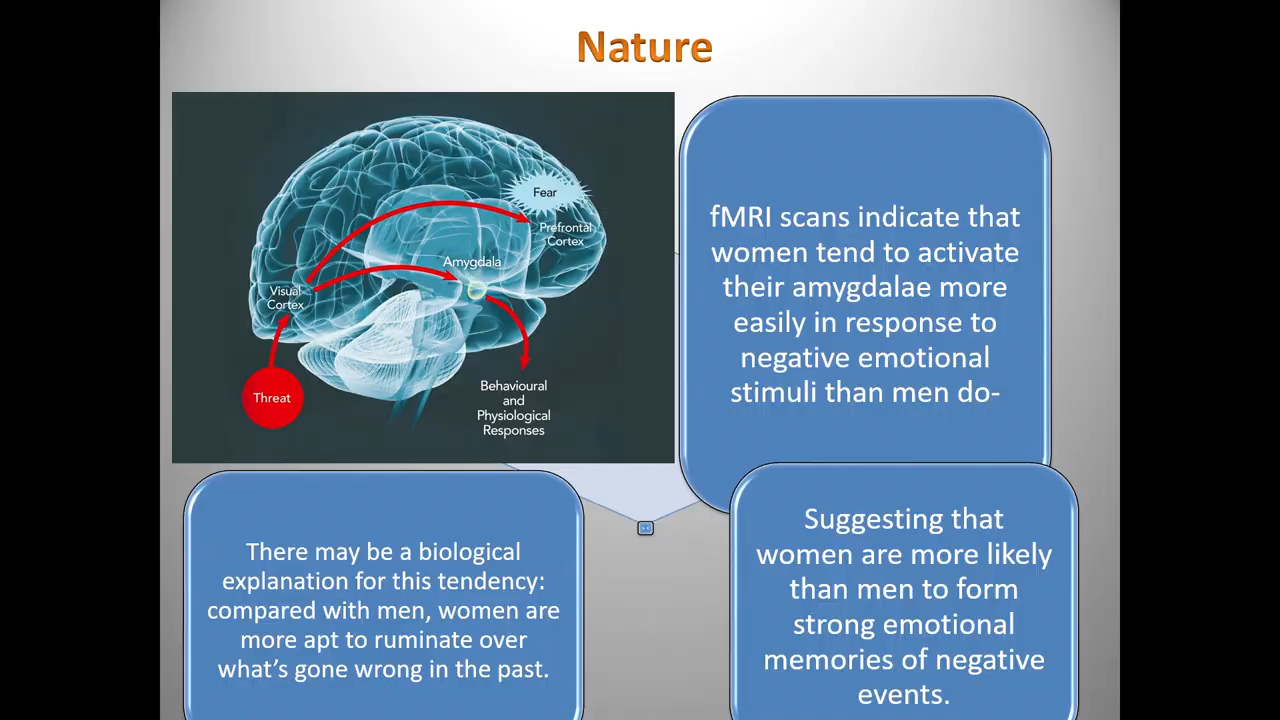 Nature
Fear
Prefrontal
Cortex
Amygdala
Visual
Cortex
Threat
Behavioural
and
Physiological
Responses
fMRI scans indicate that
women tend to activate
their amygdalae more
easily in response to
negative emotional
stimuli than men do-
There may be a biological
explanation for this tendency:
compared with men, women are
more apt to ruminate over
what's gone wrong in the past.
Suggesting that
women are more likely
than men to form
strong emotional
memories of negative
events.